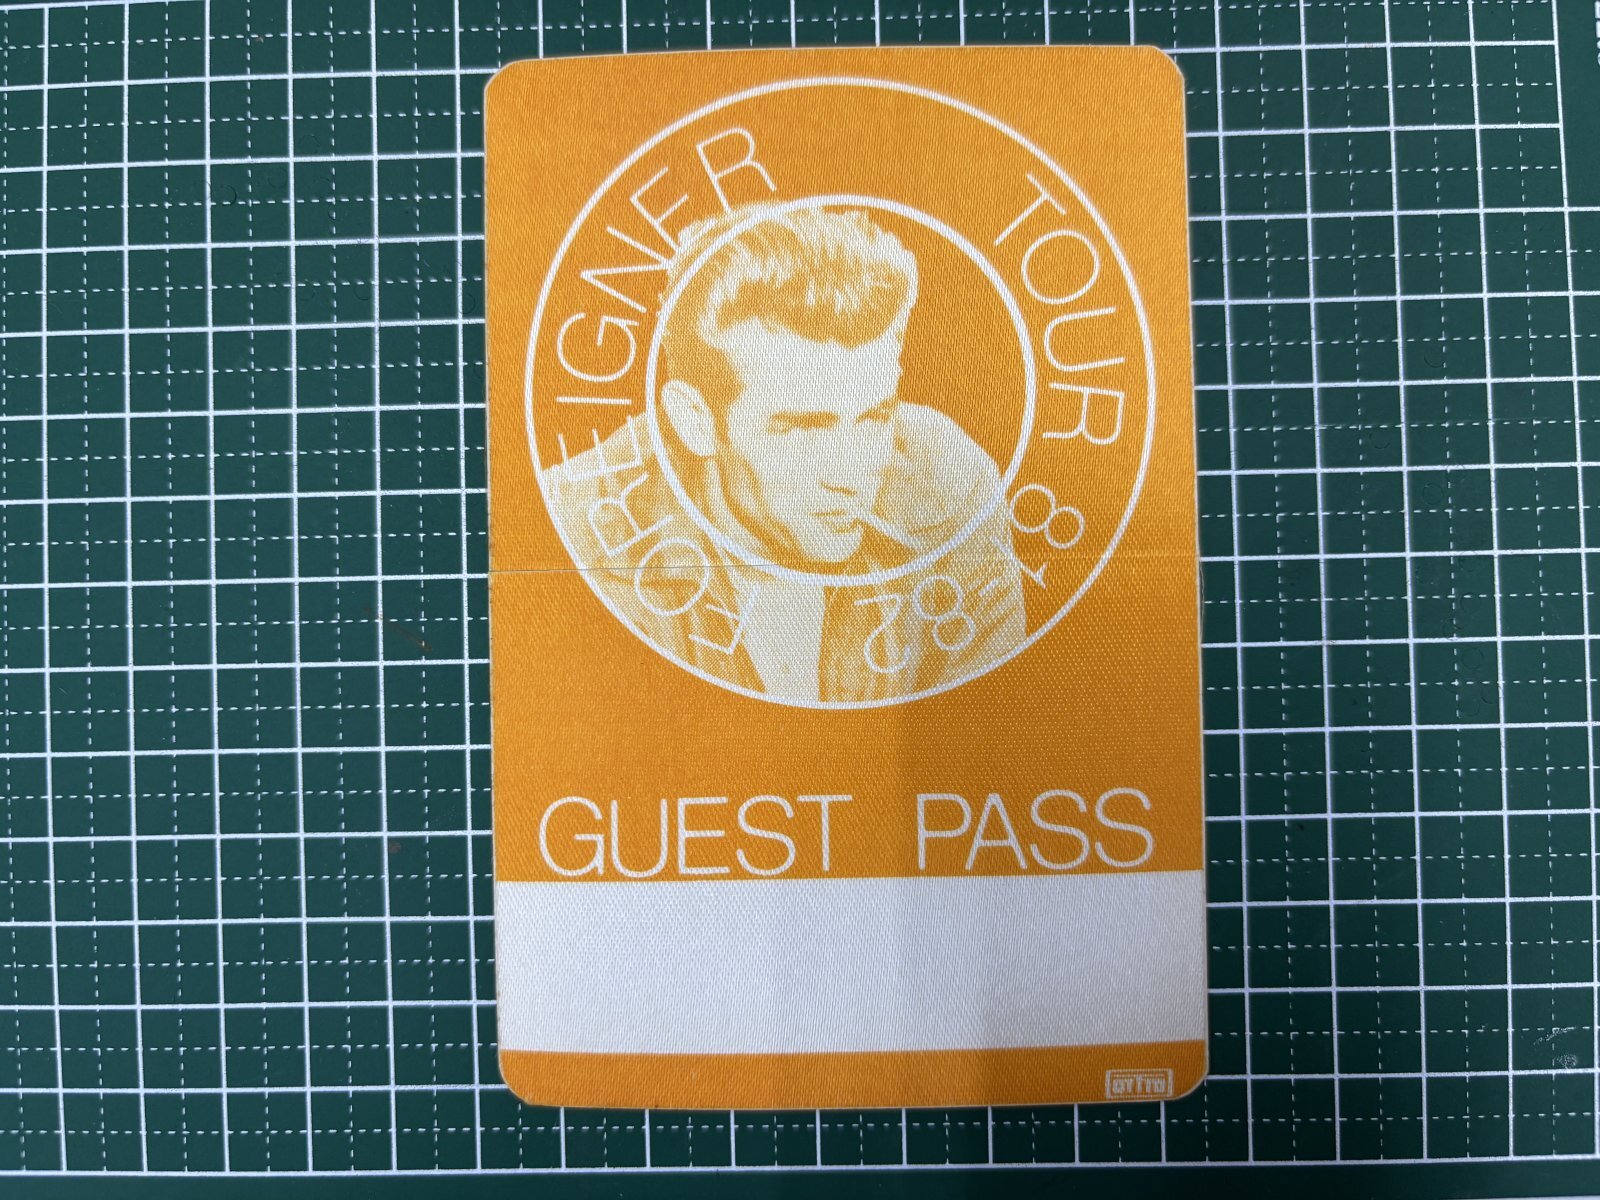 FOREIGNER TOUR 81-82
GUEST PASS
OTTO